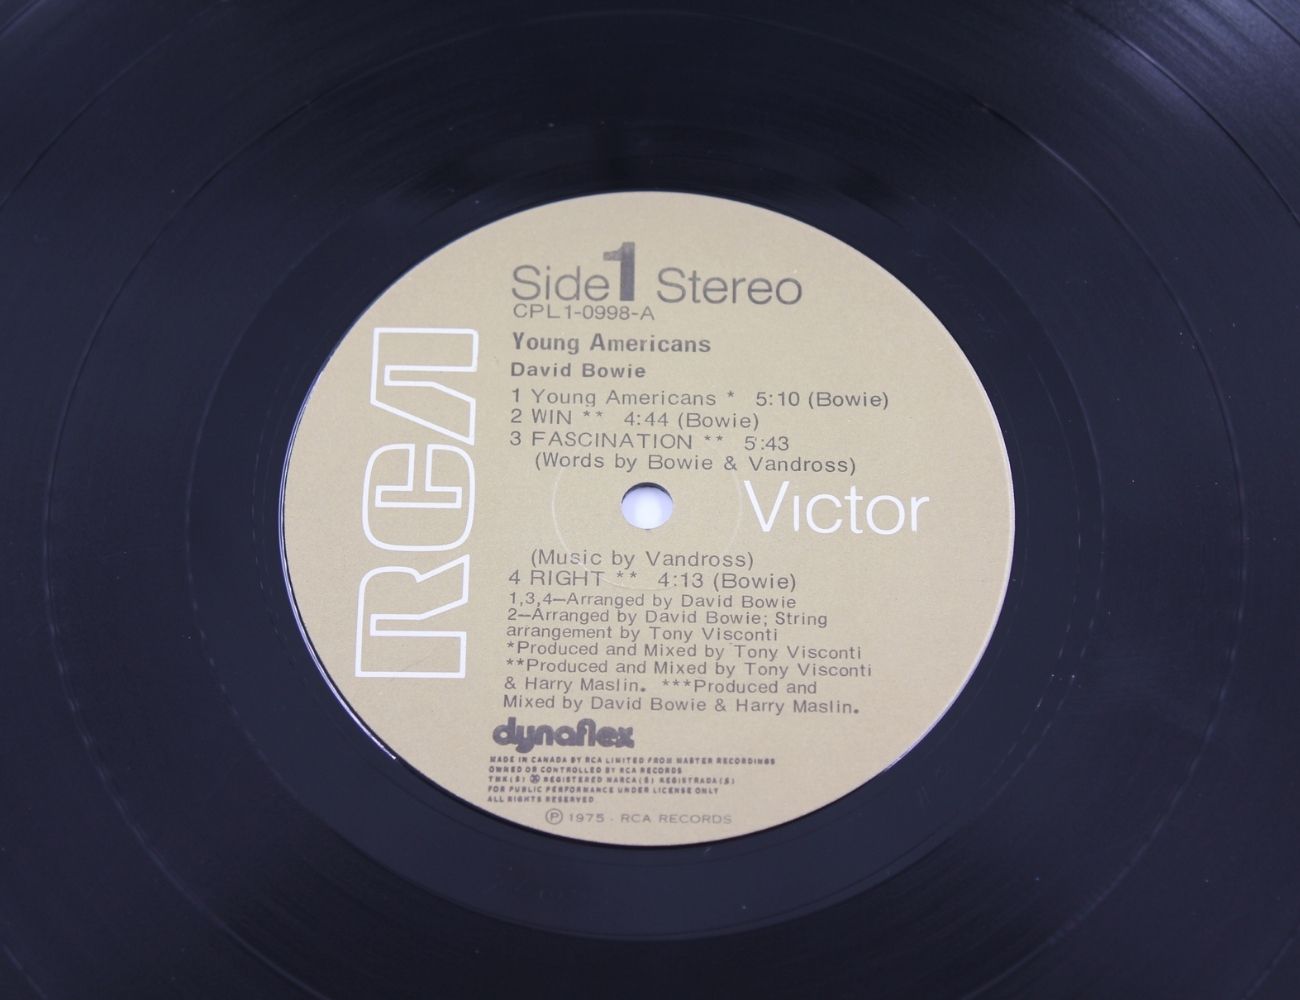 RCA
Side 1 Stereo
CPL1-0998-A
Young Americans
David Bowie
1 Young Americans * 5:10 (Bowie)
2 WIN ** 4:44 (Bowie)
3 FASCINATION ** 5:43
(Words by Bowie & Vandross)
Victor
(Music by Vandross)
4 RIGHT ** 4:13 (Bowie)
1,3,4—Arranged by David Bowie
2—Arranged by David Bowie; String
arrangement by Tony Visconti
*Produced and Mixed by Tony Visconti
**Produced and Mixed by Tony Visconti
& Harry Maslin. ***Produced and
Mixed by David Bowie & Harry Maslin.
dynaflex
MADE IN CANADA BY RCA LIMITED FROM MASTER RECORDINGS
OWNED OR CONTROLLED BY RCA RECORDS
TMK(S) ® REGISTERED MARCA(S) REGISTRADA(S)
FOR PUBLIC PERFORMANCE UNDER LICENSE ONLY
ALL RIGHTS RESERVED
℗ 1975 · RCA RECORDS